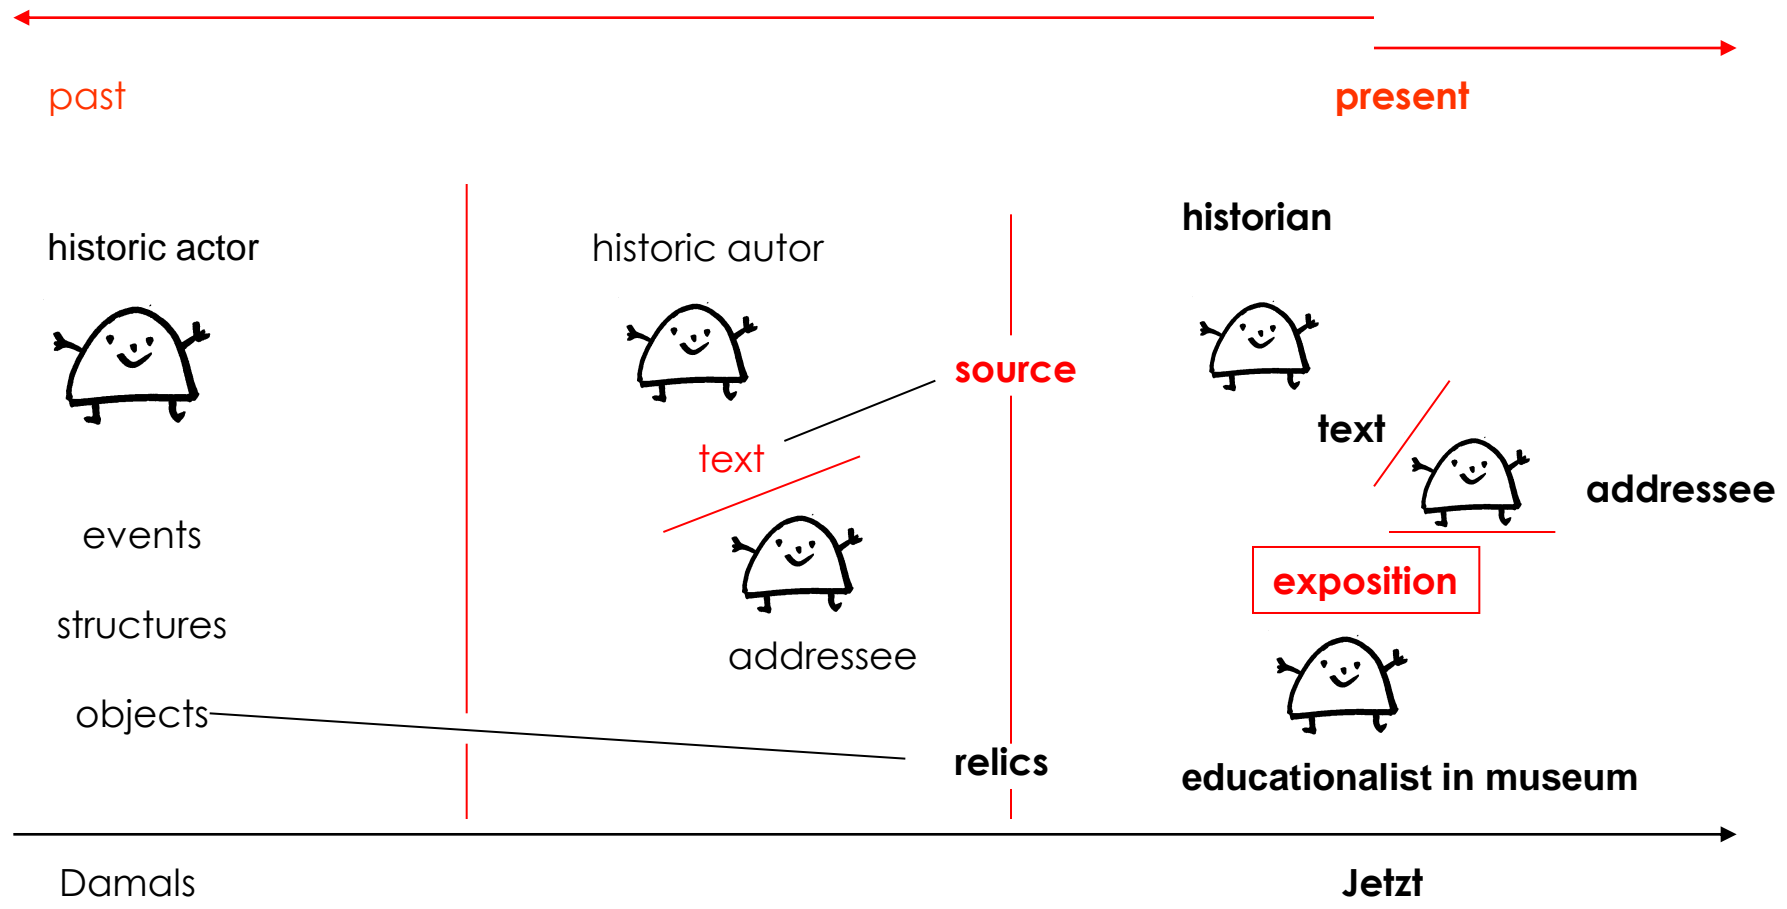 past
present
historic actor
historic autor
historian
source
text
text
addressee
events
exposition
structures
addressee
objects
relics
educationalist in museum
Damals
Jetzt